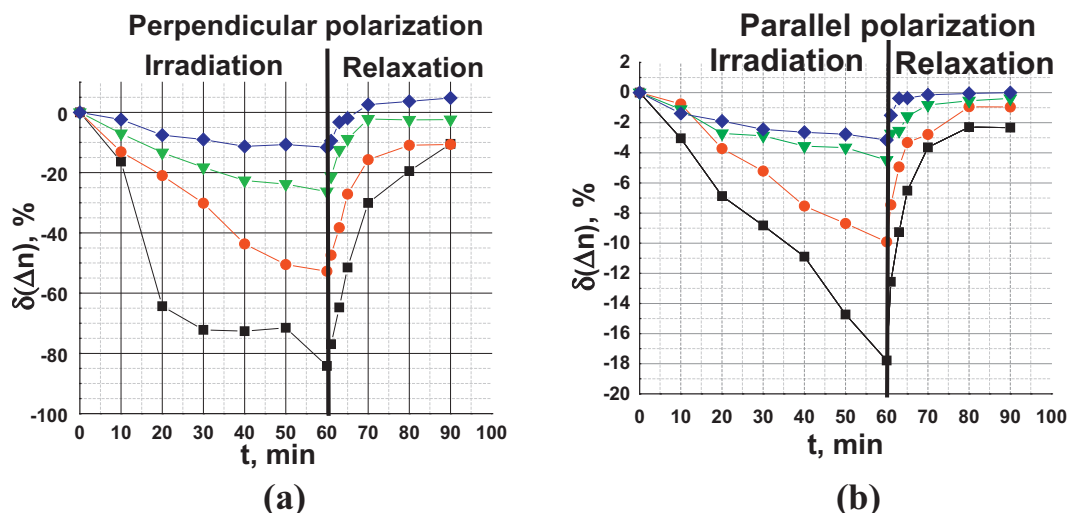 Perpendicular polarization
Irradiation
Relaxation
0
-20
-40
-60
-80
-100
δ(Δn), %
0 10 20 30 40 50 60 70 80 90 100
t, min
(a)
Parallel polarization
Irradiation
Relaxation
2
0
-2
-4
-6
-8
-10
-12
-14
-16
-18
-20
δ(Δn), %
0 10 20 30 40 50 60 70 80 90 100
t, min
(b)